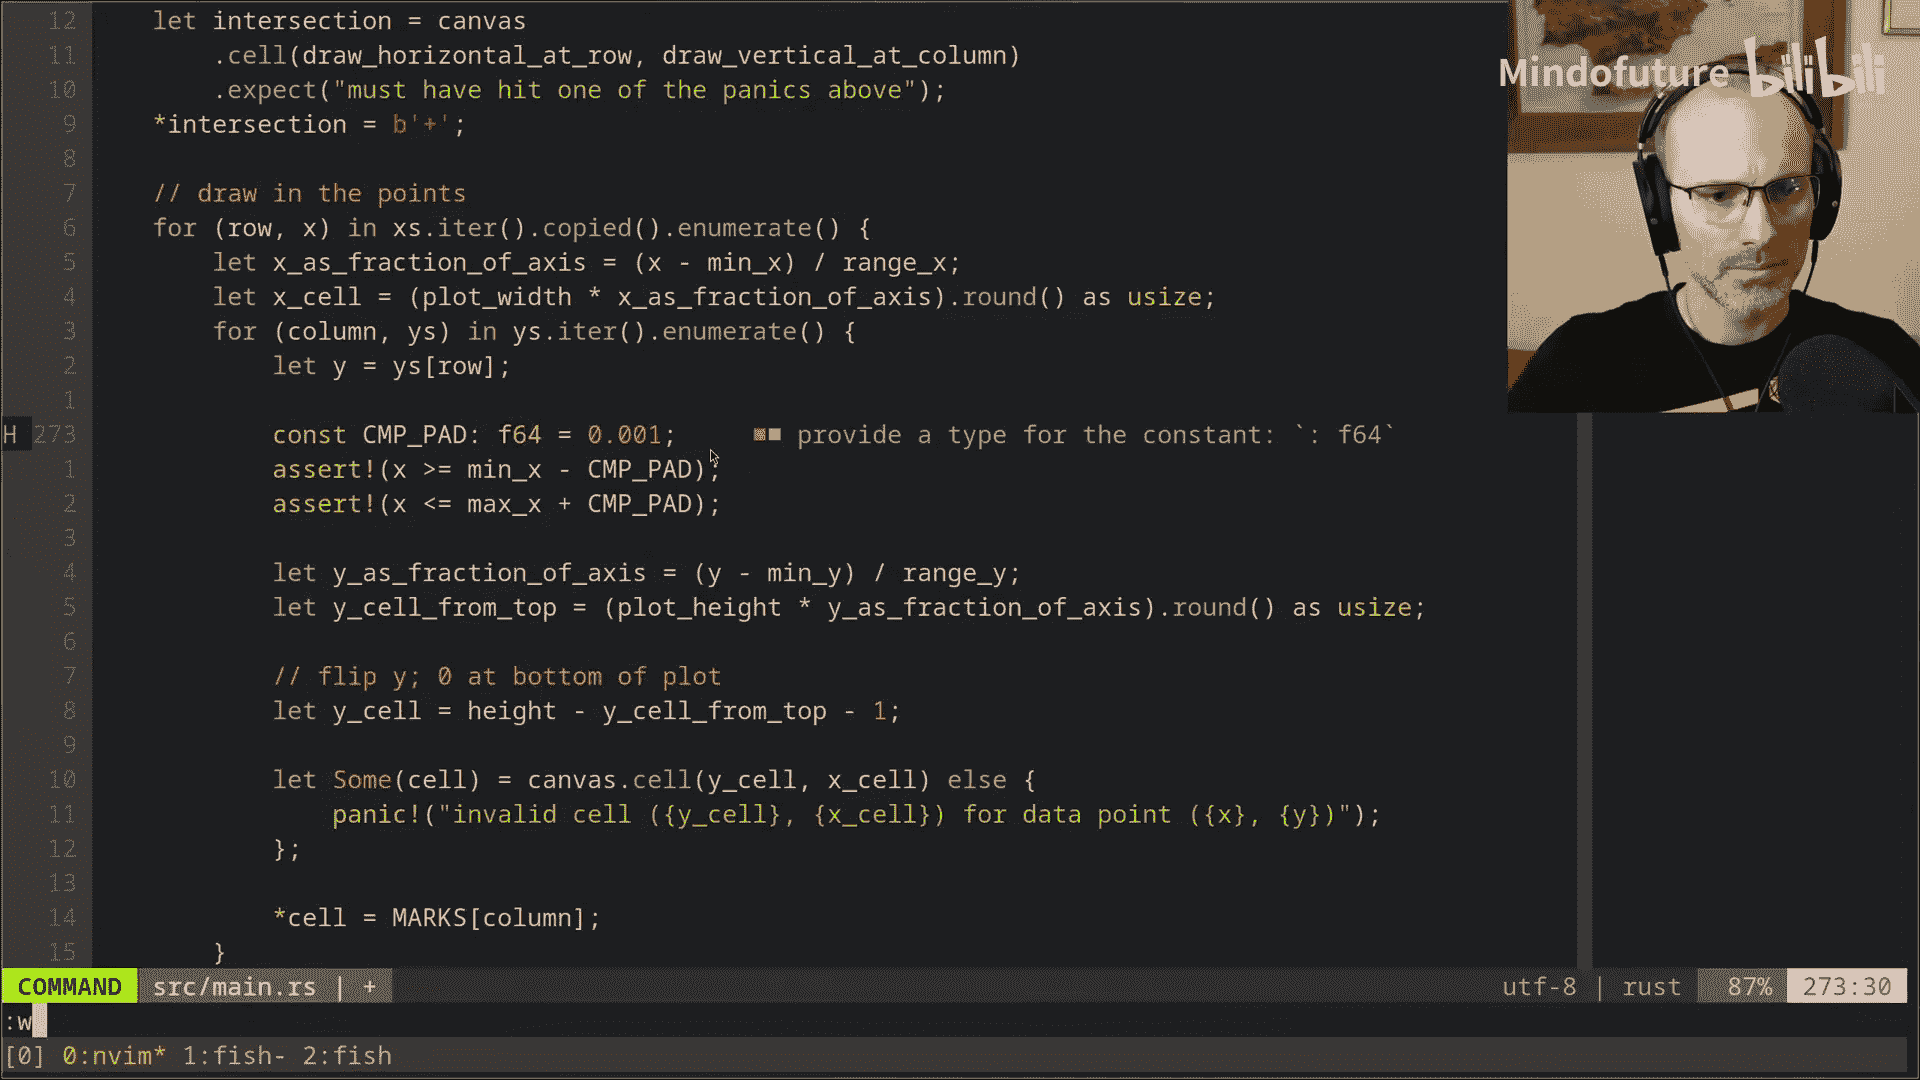 12 let intersection = canvas
11 .cell(draw_horizontal_at_row, draw_vertical_at_column)
10 .expect("must have hit one of the panics above");
9 *intersection = b'+';
8
7 // draw in the points
6 for (row, x) in xs.iter().copied().enumerate() {
5 let x_as_fraction_of_axis = (x - min_x) / range_x;
4 let x_cell = (plot_width * x_as_fraction_of_axis).round() as usize;
3 for (column, ys) in ys.iter().enumerate() {
2 let y = ys[row];
1
H 273 const CMP_PAD: f64 = 0.001; ■■ provide a type for the constant: `: f64`
1 assert!(x >= min_x - CMP_PAD);
2 assert!(x <= max_x + CMP_PAD);
3
4 let y_as_fraction_of_axis = (y - min_y) / range_y;
5 let y_cell_from_top = (plot_height * y_as_fraction_of_axis).round() as usize;
6
7 // flip y; 0 at bottom of plot
8 let y_cell = height - y_cell_from_top - 1;
9
10 let Some(cell) = canvas.cell(y_cell, x_cell) else {
11 panic!("invalid cell ({y_cell}, {x_cell}) for data point ({x}, {y})");
12 };
13
14 *cell = MARKS[column];
15 }
COMMAND src/main.rs | + utf-8 | rust 87% 273:30
:w
[0] 0:nvim* 1:fish- 2:fish
Mindofuture bilibili